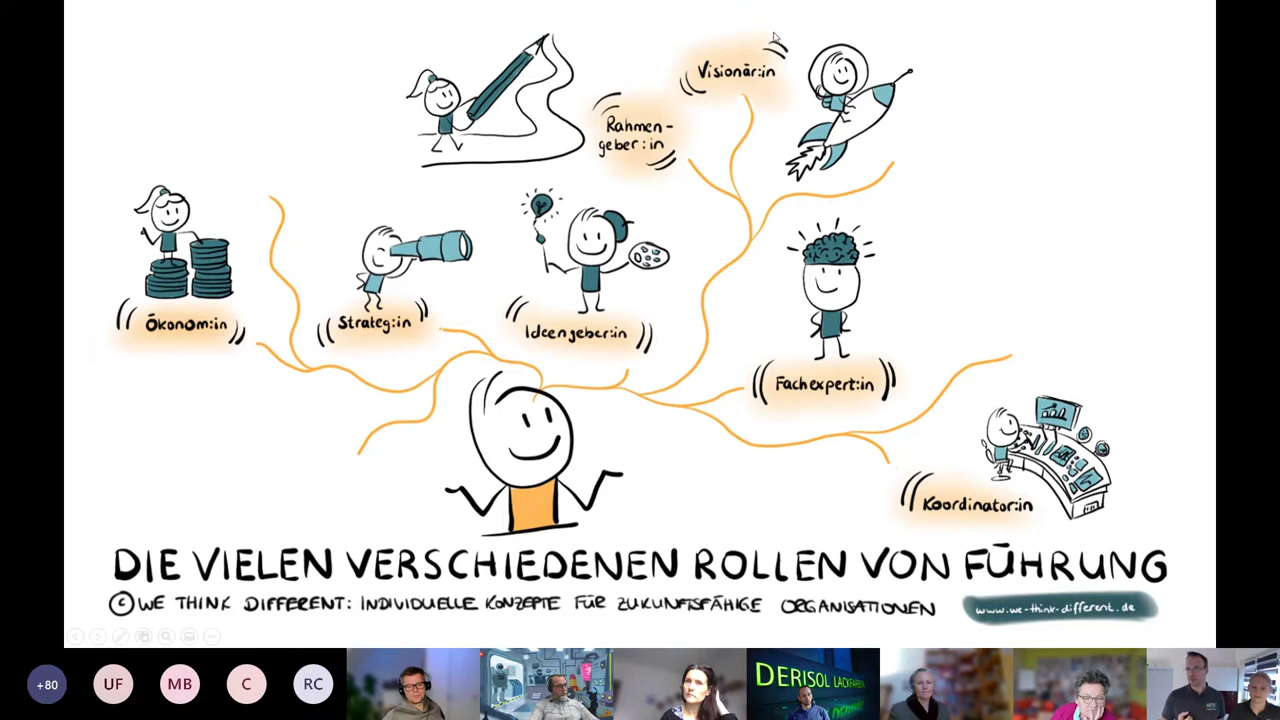 Visionär:in
Rahmen-
geber:in
Ökonom:in
Strateg:in
Ideengeber:in
Fachexpert:in
Koordinator:in
DIE VIELEN VERSCHIEDENEN ROLLEN VON FÜHRUNG
© WE THINK DIFFERENT: INDIVIDUELLE KONZEPTE FÜR ZUKUNFTSFÄHIGE ORGANISATIONEN
www.we-think-different.de
+80
UF
MB
C
RC
DERISOL LACKFARBEN